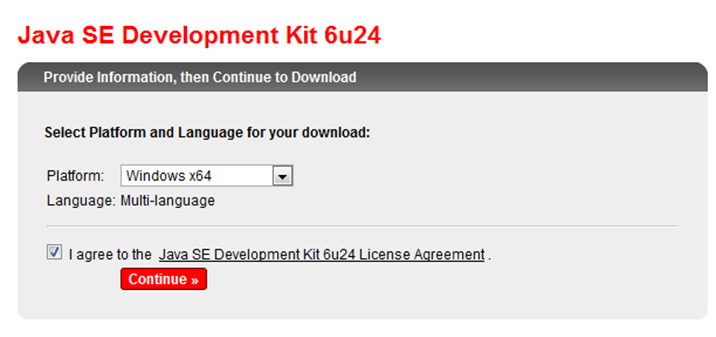 Java SE Development Kit 6u24
Provide Information, then Continue to Download
Select Platform and Language for your download:
Platform: Windows x64
Language: Multi-language
I agree to the Java SE Development Kit 6u24 License Agreement .
Continue »